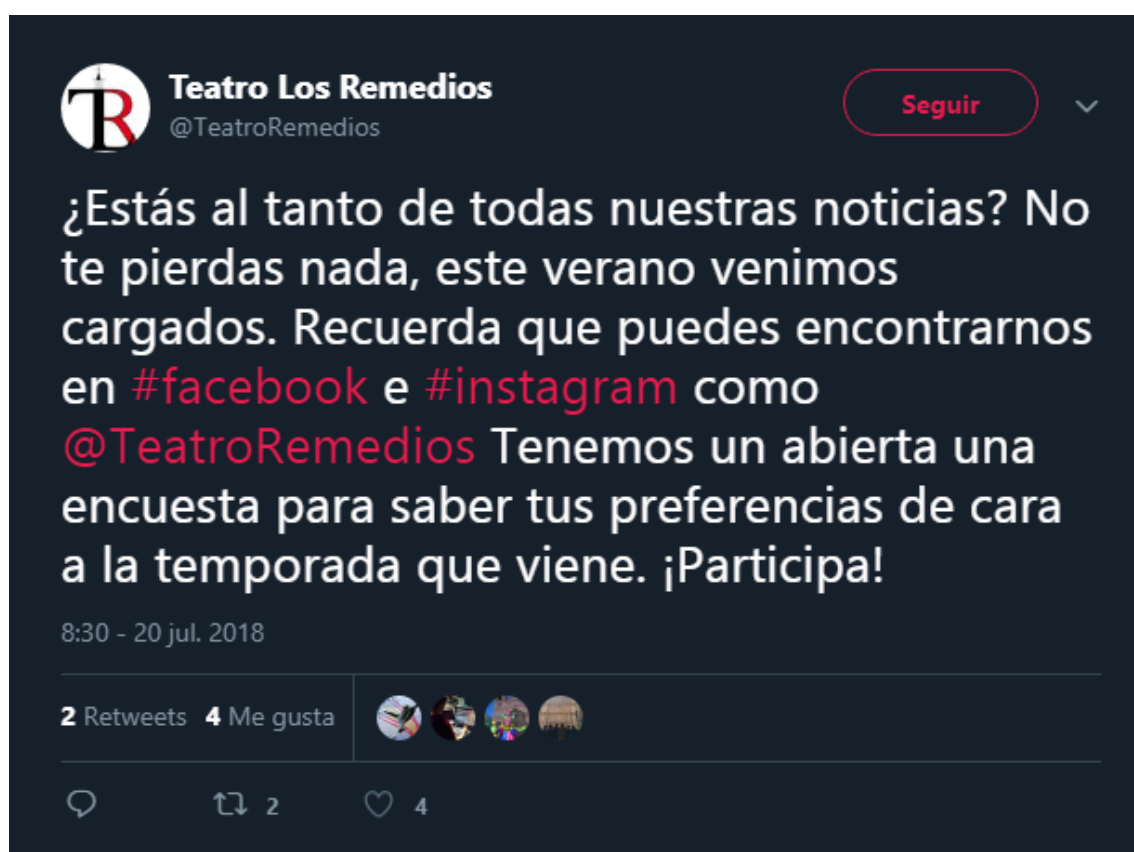 TR
Teatro Los Remedios
@TeatroRemedios
Seguir
¿Estás al tanto de todas nuestras noticias? No
te pierdas nada, este verano venimos
cargados. Recuerda que puedes encontrarnos
en #facebook e #instagram como
@TeatroRemedios Tenemos un abierta una
encuesta para saber tus preferencias de cara
a la temporada que viene. ¡Participa!
8:30 - 20 jul. 2018
2 Retweets 4 Me gusta
2 4